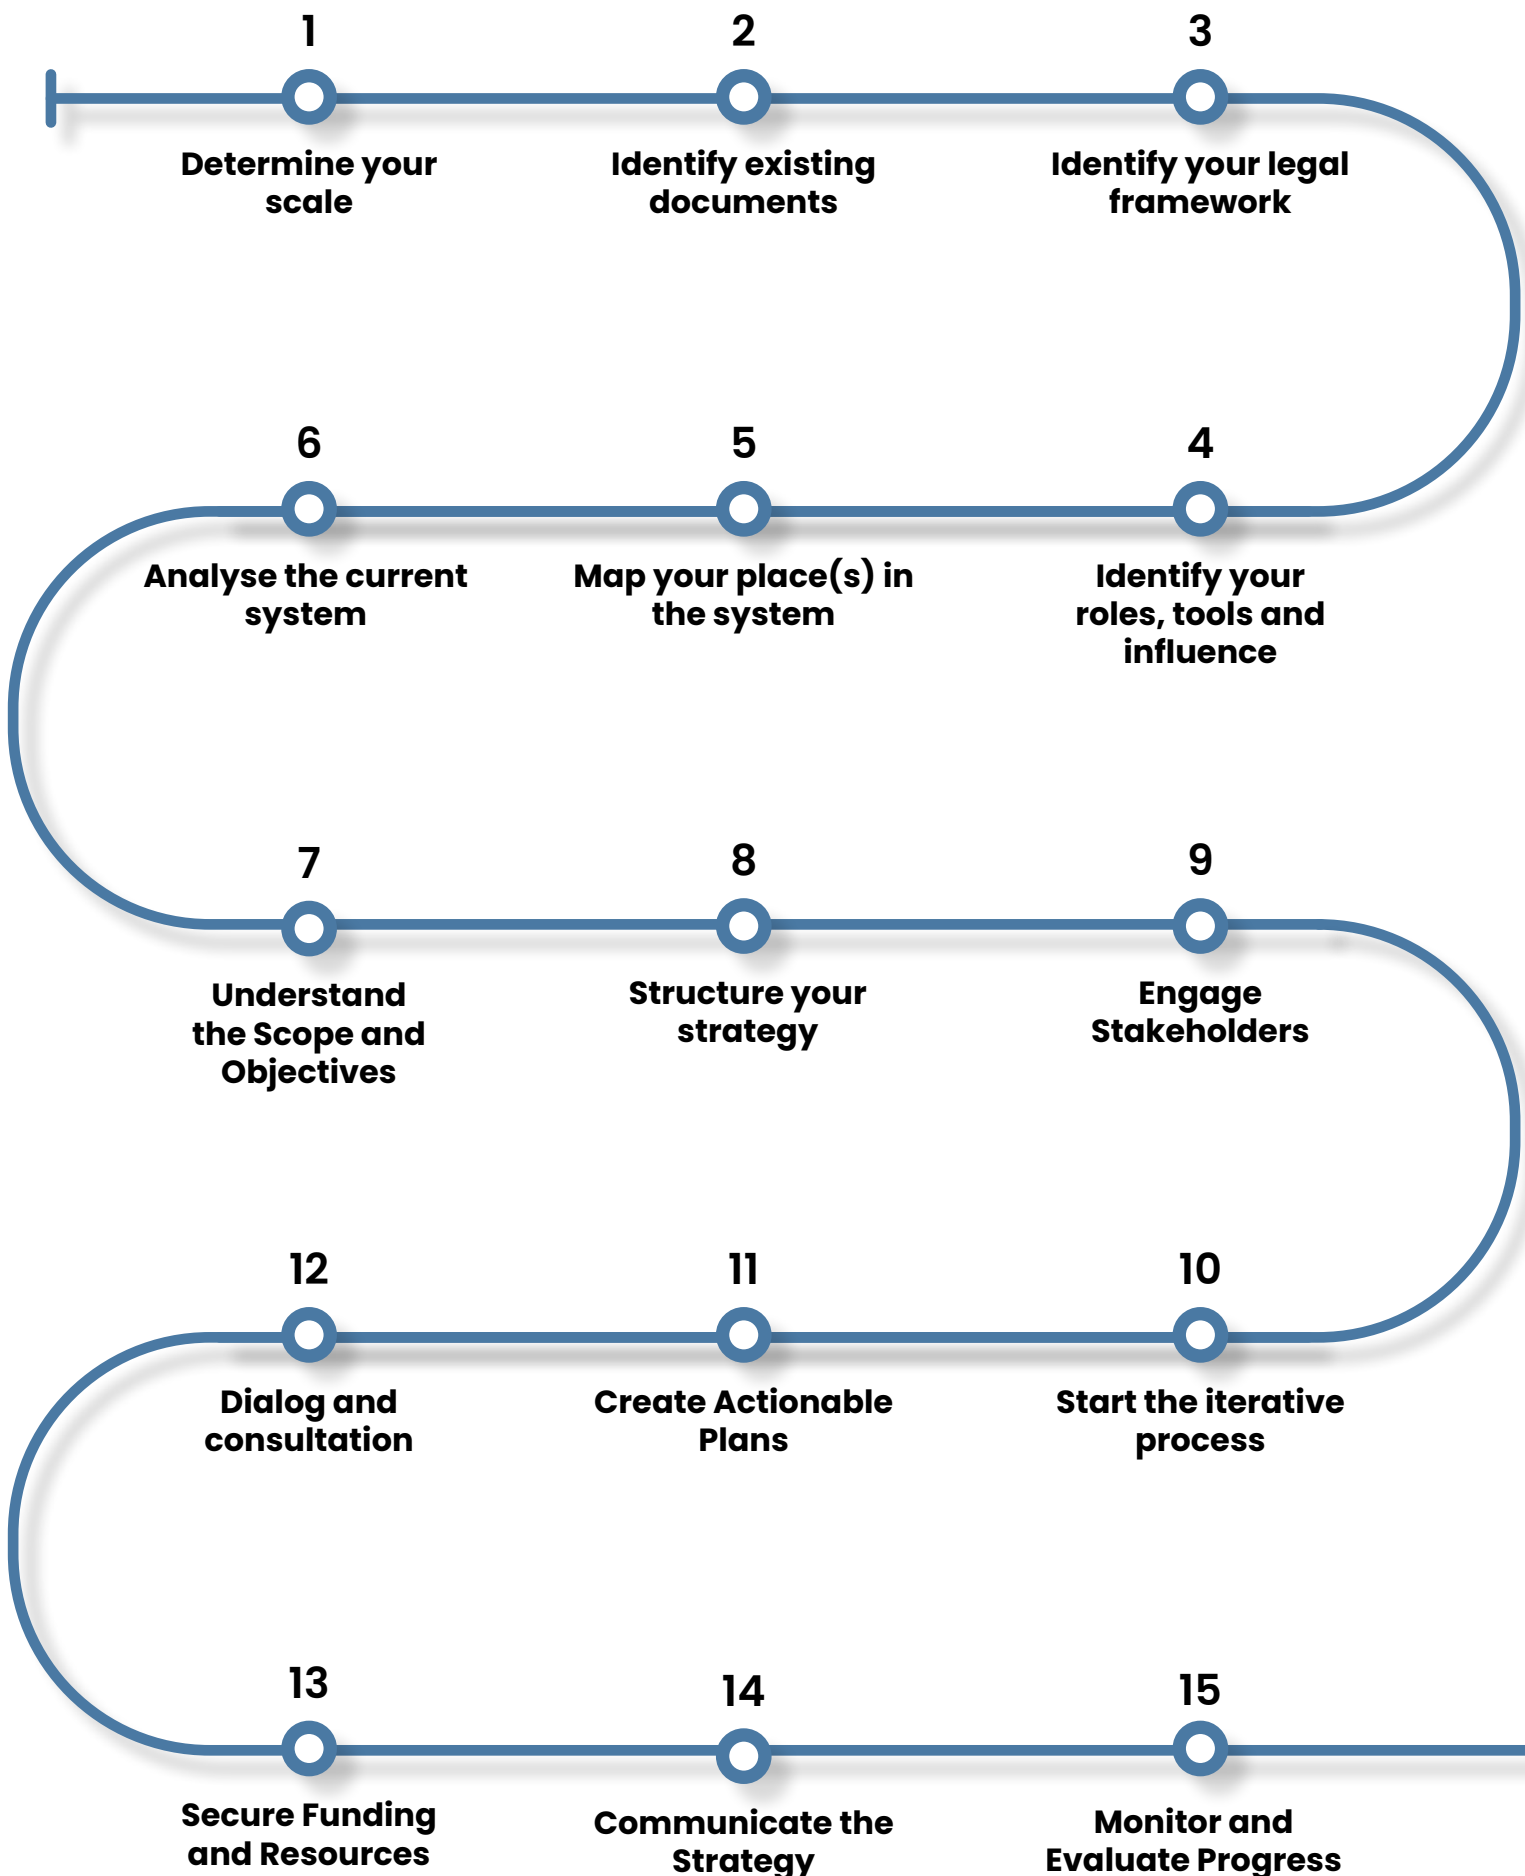 1
Determine your
scale
2
Identify existing
documents
3
Identify your legal
framework
4
Identify your
roles, tools and
influence
5
Map your place(s) in
the system
6
Analyse the current
system
7
Understand
the Scope and
Objectives
8
Structure your
strategy
9
Engage
Stakeholders
10
Start the iterative
process
11
Create Actionable
Plans
12
Dialog and
consultation
13
Secure Funding
and Resources
14
Communicate the
Strategy
15
Monitor and
Evaluate Progress